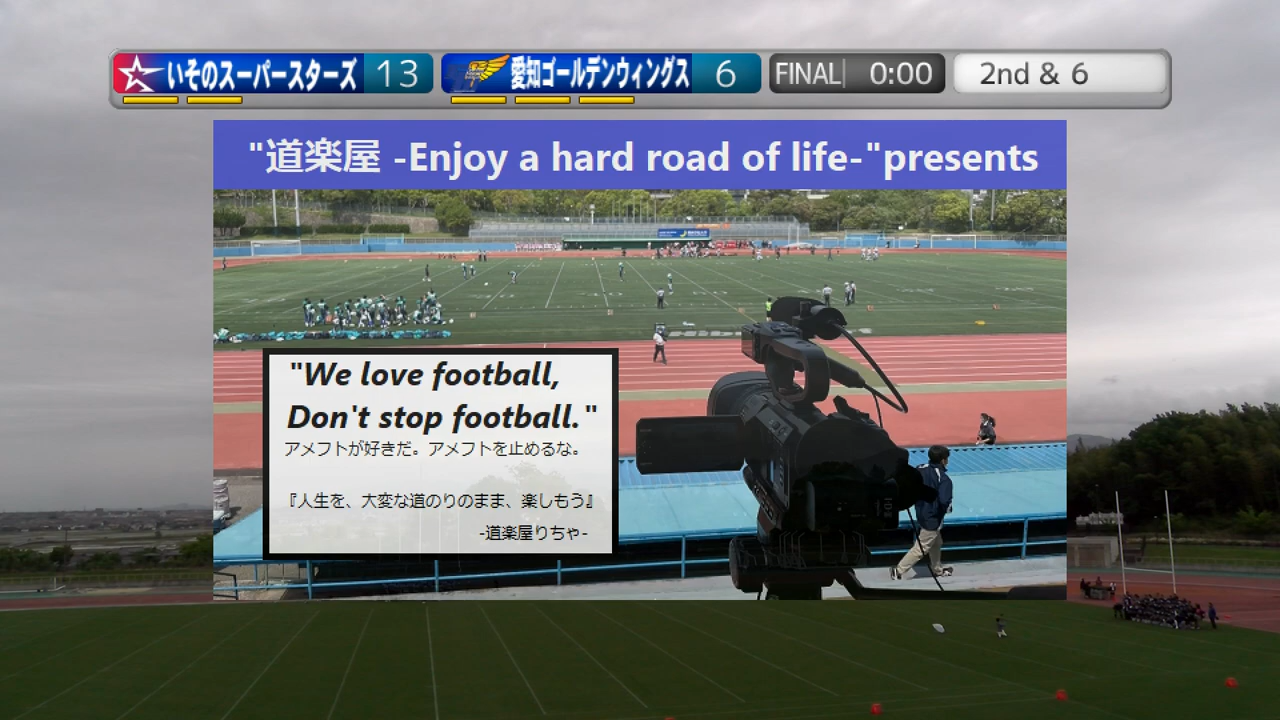 いそのスーパースターズ 13 愛知ゴールデンウィングス 6 FINAL 0:00 2nd & 6
"道楽屋 -Enjoy a hard road of life-"presents
"We love football,
Don't stop football."
アメフトが好きだ。アメフトを止めるな。
『人生を、大変な道のりのまま、楽しもう』
-道楽屋りちゃ-